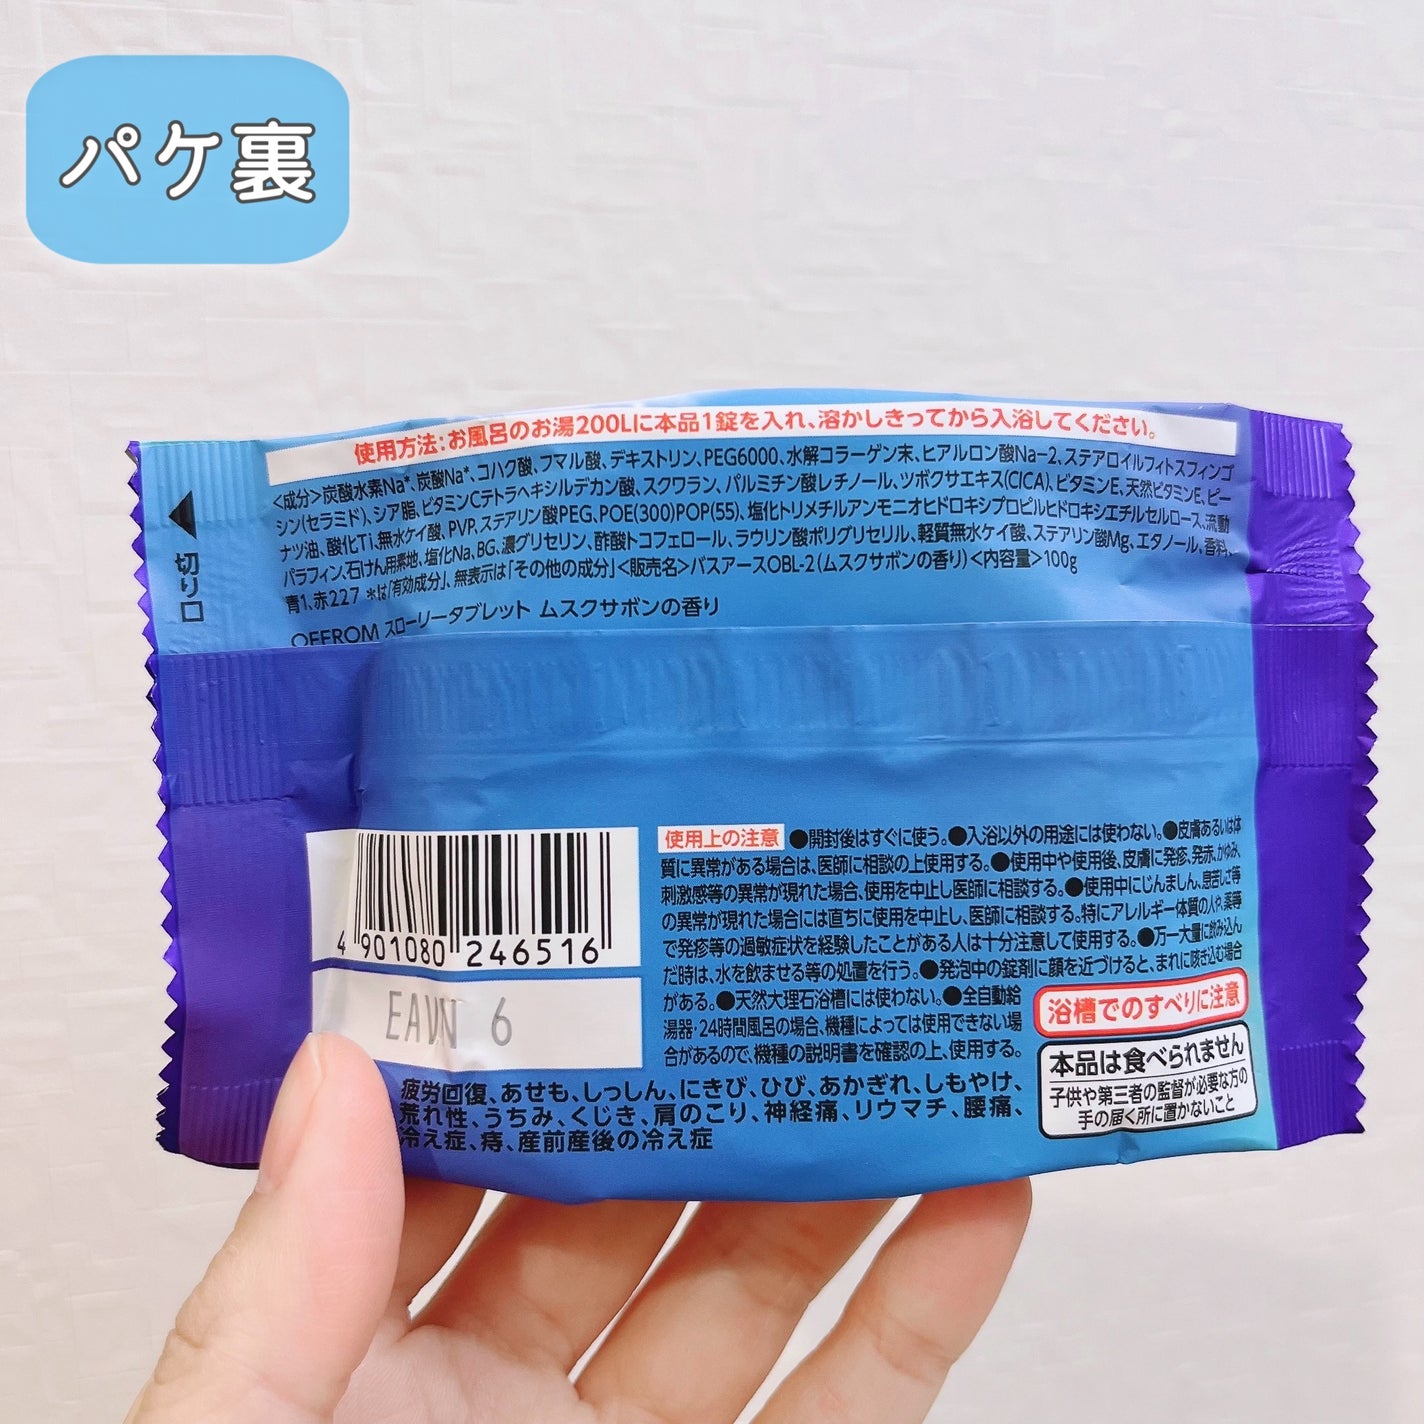 パケ裏
使用方法:お風呂のお湯200Lに本品1錠を入れ、溶かしきってから入浴してください。
<成分>炭酸水素Na*、炭酸Na*、コハク酸、フマル酸、デキストリン、PEG6000、水解コラーゲン末、ヒアルロン酸Na-2、ステアロイルフィトスフィンゴ
シン(セラミド)、シア脂、ビタミンCテトラヘキシルデカン酸、スクワラン、パルミチン酸レチノール、ツボクサエキス(CICA)、ビタミンE、天然ビタミンE、ピー
ナツ油、酸化Ti、無水ケイ酸、PVP、ステアリン酸PEG、POE(300)POP(55)、塩化トリメチルアンモニオヒドロキシプロピルヒドロキシエチルセルロース、流動
パラフィン、石けん用素地、塩化Na、BG、濃グリセリン、酢酸トコフェロール、ラウリン酸ポリグリセリル、軽質無水ケイ酸、ステアリン酸Mg、エタノール、香料、
青1、赤227 *は「有効成分」、無表示は「その他の成分」<販売名>バスアースOBL-2(ムスクサボンの香り)<内容量>100g
OFFROM スローリータブレット ムスクサボンの香り
◀切り口
使用上の注意 ●開封後はすぐに使う。●入浴以外の用途には使わない。●皮膚あるいは体
質に異常がある場合は、医師に相談の上使用する。●使用中や使用後、皮膚に発疹、発赤、かゆみ、
刺激感等の異常が現れた場合、使用を中止し医師に相談する。●使用中にじんましん、息苦しさ等
の異常が現れた場合には直ちに使用を中止し、医師に相談する。特にアレルギー体質の人や、薬等
で発疹等の過敏症状を経験したことがある人は十分注意して使用する。●万一大量に飲み込ん
だ時は、水を飲ませる等の処置を行う。●発泡中の錠剤に顔を近づけると、まれに咳き込む場合
がある。●天然大理石浴槽には使わない。●全自動給
湯器・24時間風呂の場合、機種によっては使用できない場
合があるので、機種の説明書を確認の上、使用する。
浴槽でのすべりに注意
本品は食べられません
子供や第三者の監督が必要な方の
手の届く所に置かないこと
4 901080 246516
EAVN 6
疲労回復、あせも、しっしん、にきび、ひび、あかぎれ、しもやけ、
荒れ性、うちみ、くじき、肩のこり、神経痛、リウマチ、腰痛、
冷え症、痔、産前産後の冷え症